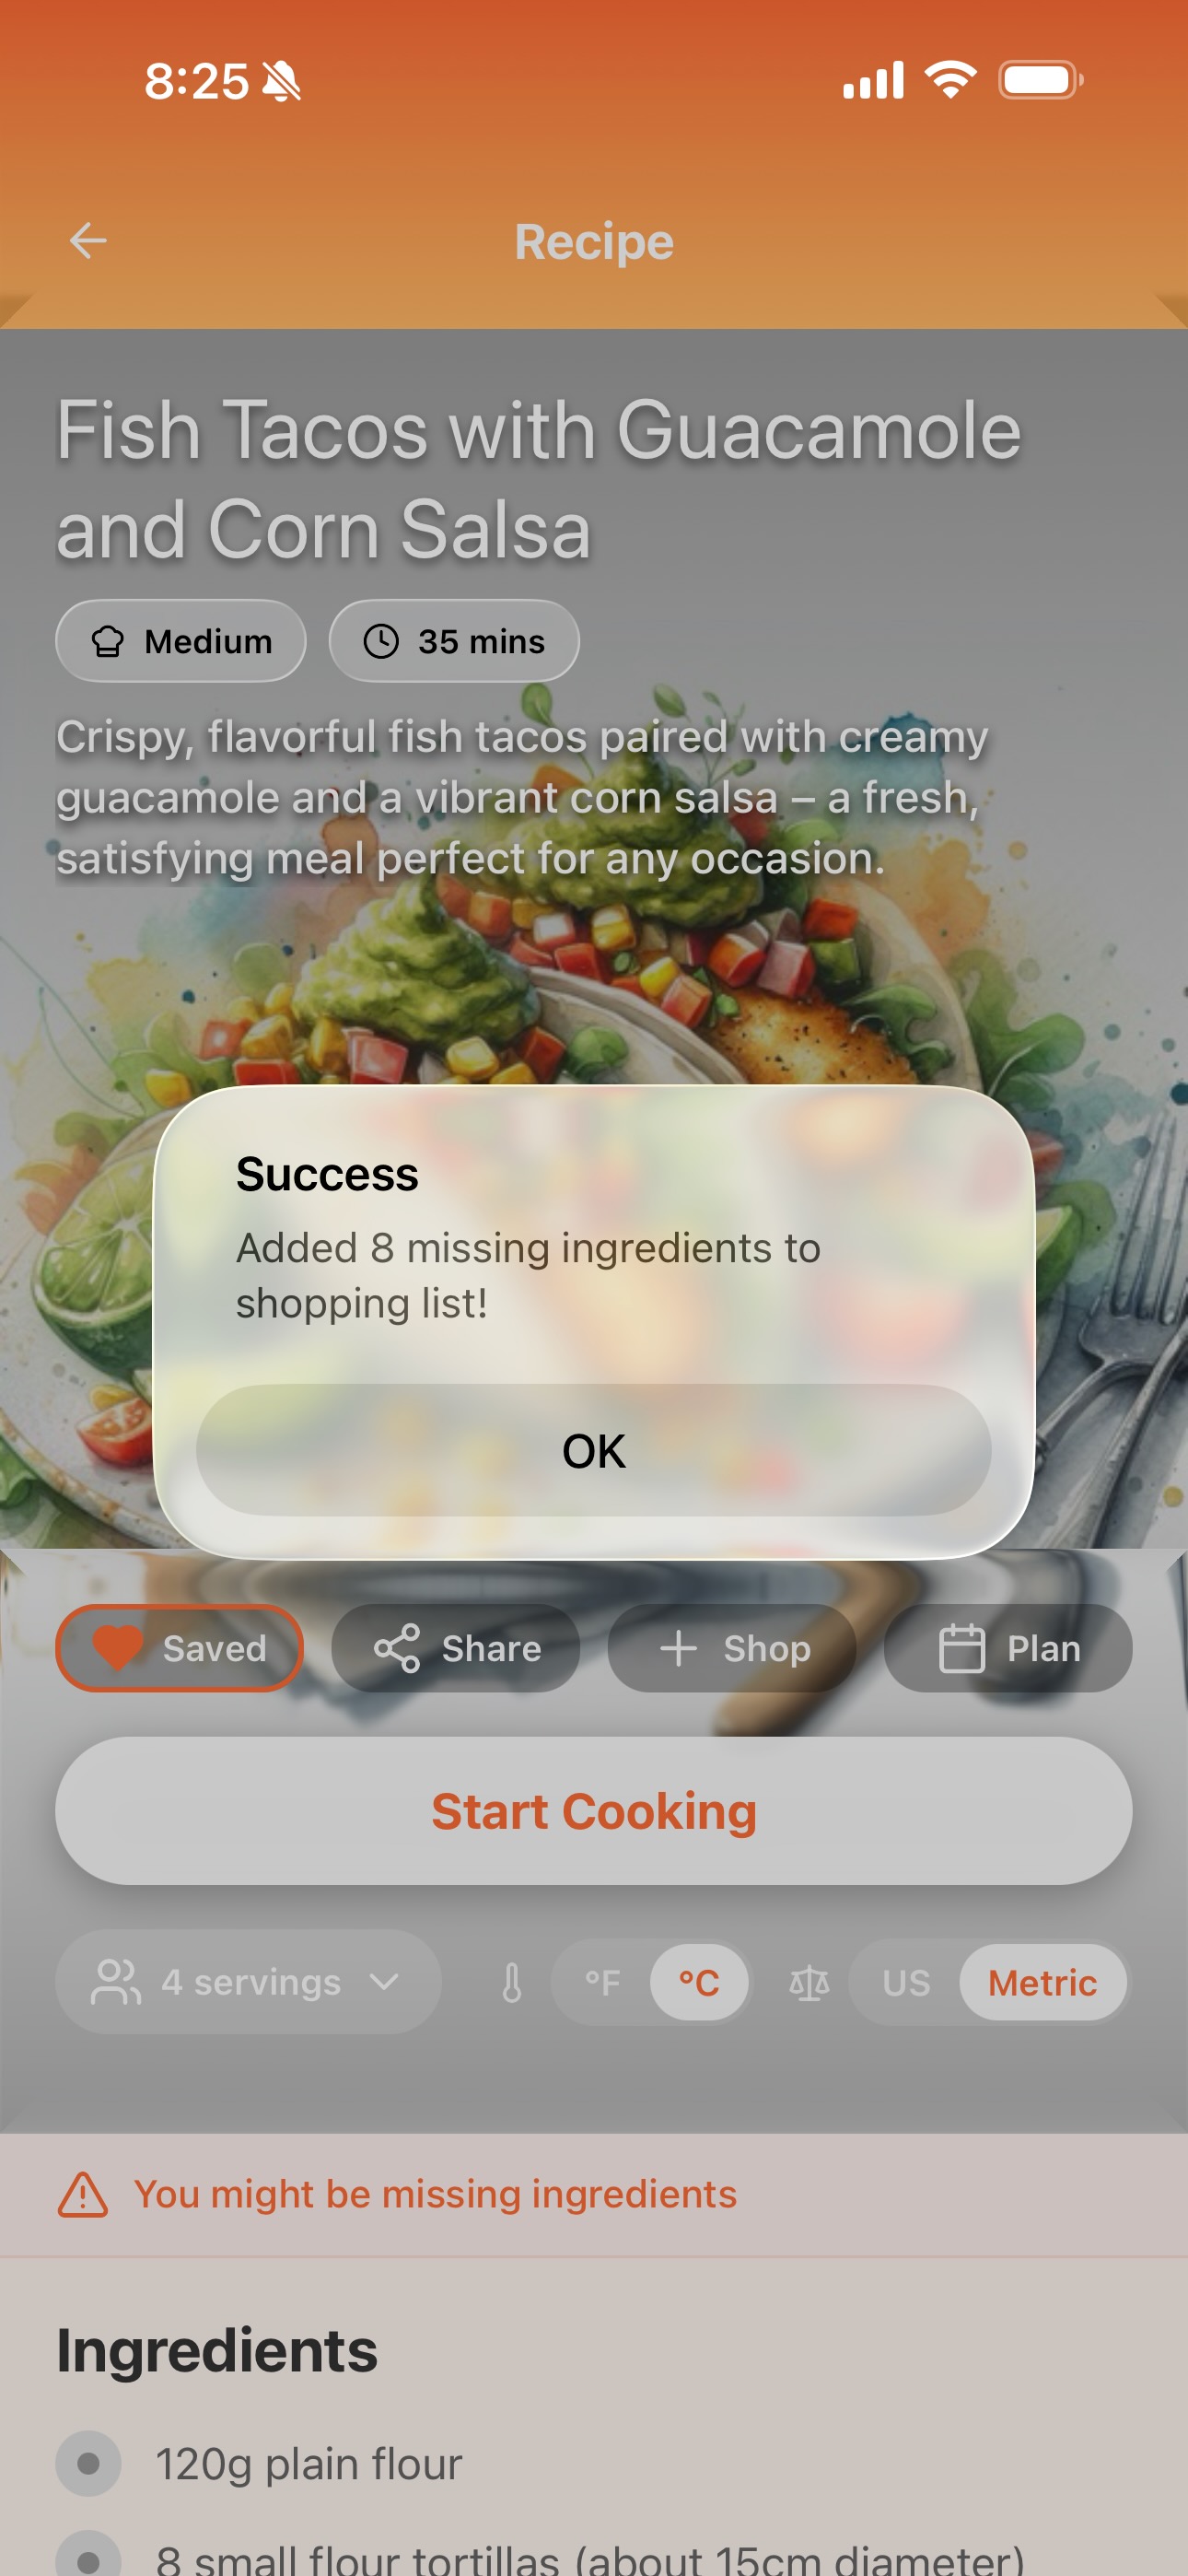 8:25
Recipe
Fish Tacos with Guacamole
and Corn Salsa
Medium
35 mins
Crispy, flavorful fish tacos paired with creamy
guacamole and a vibrant corn salsa – a fresh,
satisfying meal perfect for any occasion.
Success
Added 8 missing ingredients to
shopping list!
OK
Saved
Share
Shop
Plan
Start Cooking
4 servings
°F
°C
US
Metric
You might be missing ingredients
Ingredients
120g plain flour
8 small flour tortillas (about 15cm diameter)